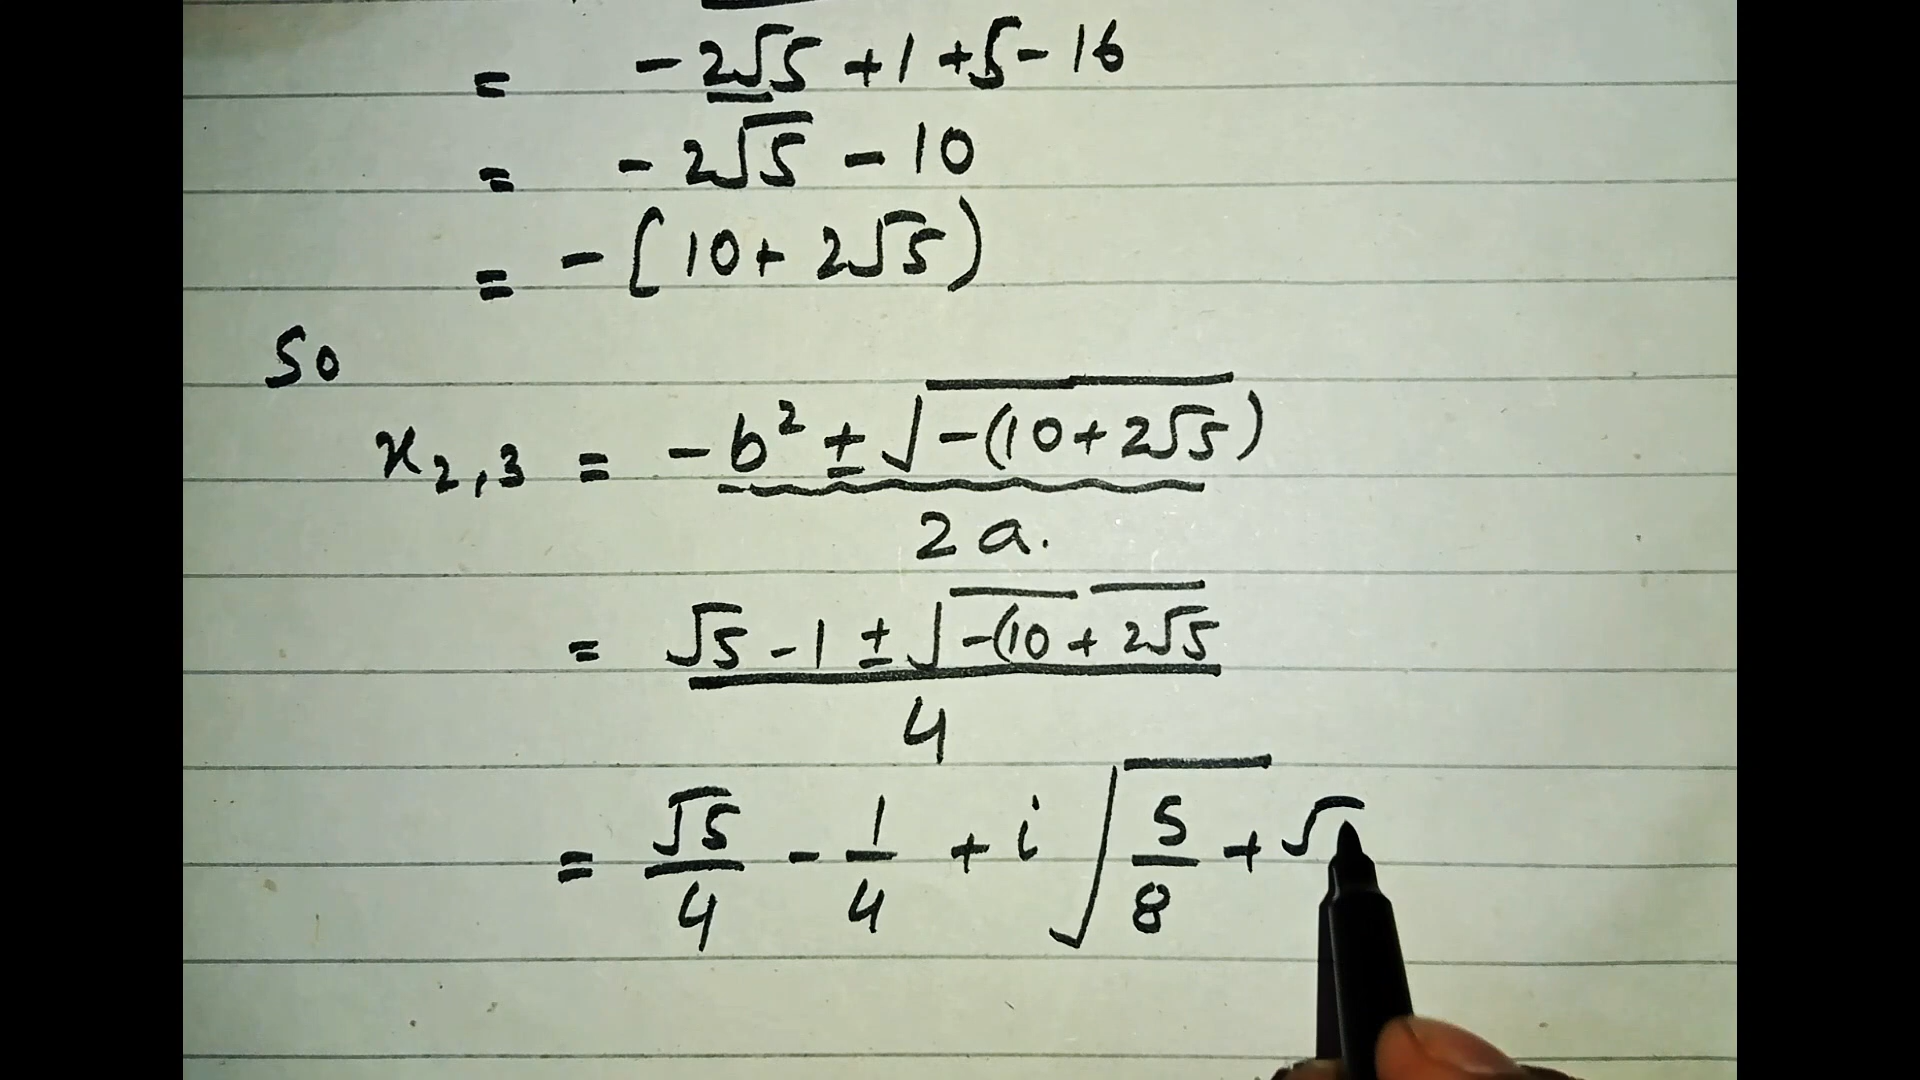 = - 2√5 + 1 + 5 - 16
= - 2√5 - 10
= - [10 + 2√5)
So
x₂,₃ = - b² ± √-(10 + 2√5)
2a.
= √5 - 1 ± √-(10 + 2√5
4
= √5/4 - 1/4 + i √5/8 + √